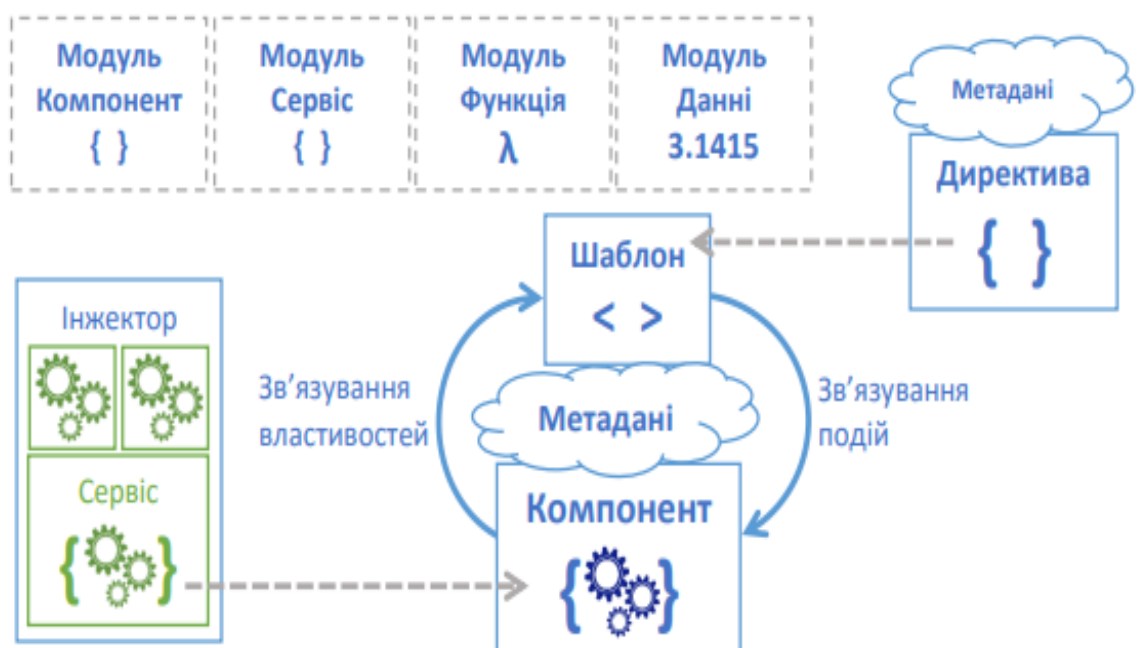 Модуль
Компонент
{ }
Модуль
Сервіс
{ }
Модуль
Функція
λ
Модуль
Данні
3.1415
Метадані
Директива
{ }
Шаблон
< >
Інжектор
Зв’язування
властивостей
Метадані
Зв’язування
подій
Сервіс
{ }
Компонент
{ }